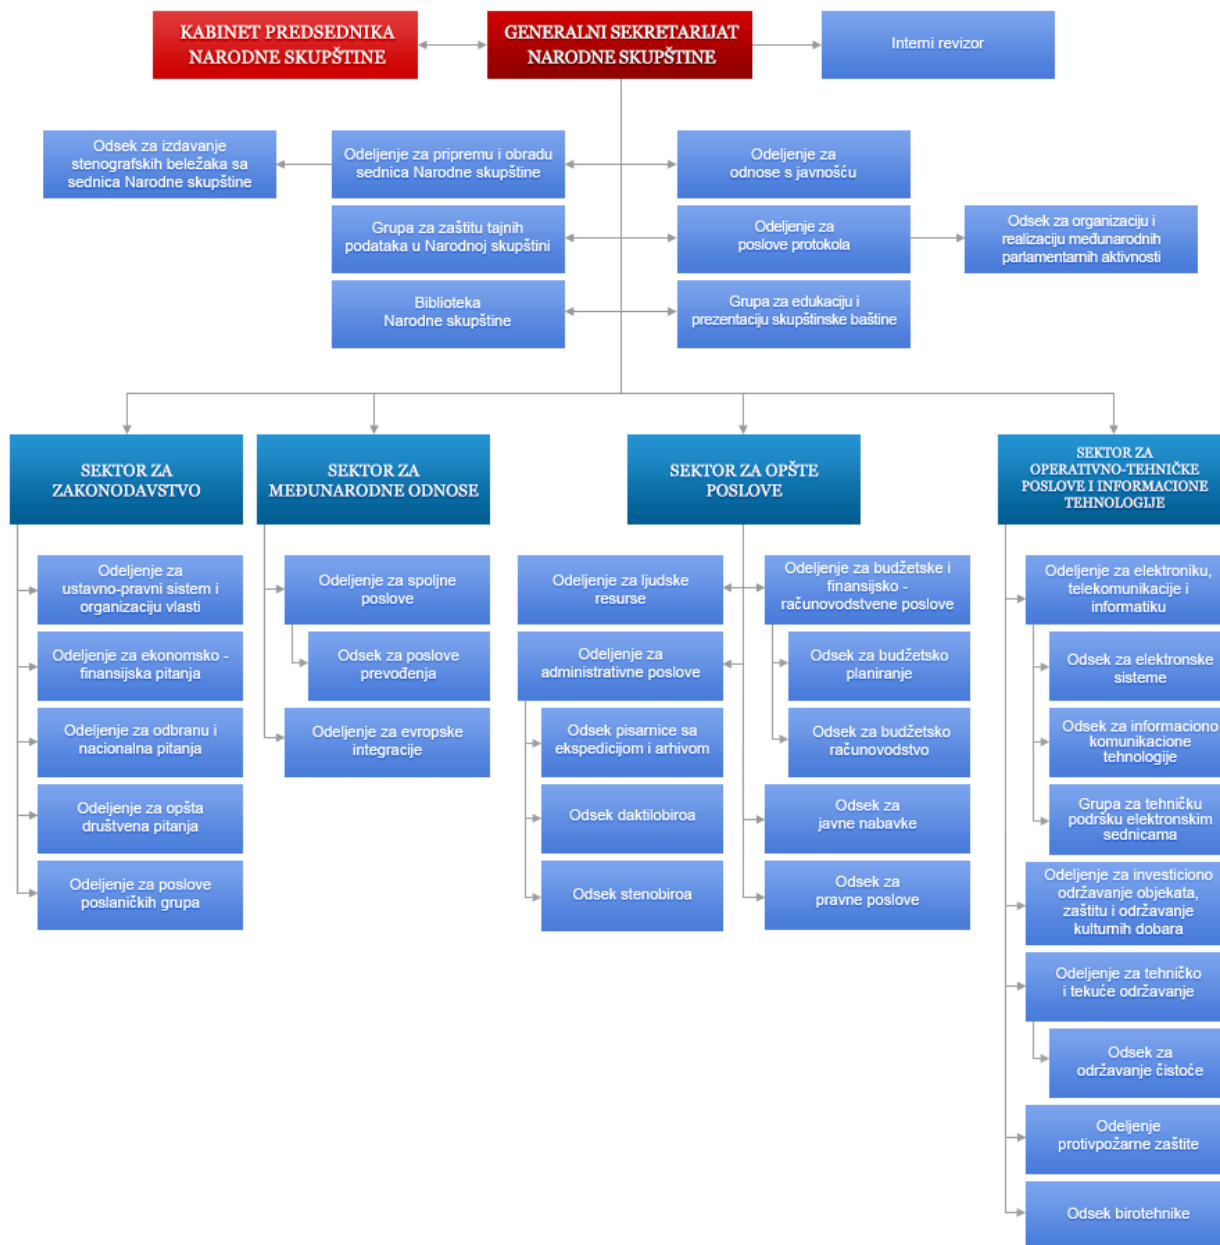 KABINET PREDSEDNIKA
NARODNE SKUPŠTINE
GENERALNI SEKRETARIJAT
NARODNE SKUPŠTINE
Interni revizor
Odsek za izdavanje
stenografskih beležaka sa
sednica Narodne skupštine
Odeljenje za pripremu i obradu
sednica Narodne skupštine
Odeljenje za
odnose s javnošću
Grupa za zaštitu tajnih
podataka u Narodnoj skupštini
Odeljenje za
poslove protokola
Odsek za organizaciju i
realizaciju međunarodnih
parlamentarnih aktivnosti
Biblioteka
Narodne skupštine
Grupa za edukaciju i
prezentaciju skupštinske baštine
SEKTOR ZA
ZAKONODAVSTVO
Odeljenje za
ustavno-pravni sistem i
organizaciju vlasti
Odeljenje za ekonomsko -
finansijska pitanja
Odeljenje za odbranu i
nacionalna pitanja
Odeljenje za opšta
društvena pitanja
Odeljenje za poslove
poslaničkih grupa
SEKTOR ZA
MEĐUNARODNE ODNOSE
Odeljenje za spoljne
poslove
Odsek za poslove
prevođenja
Odeljenje za evropske
integracije
SEKTOR ZA OPŠTE
POSLOVE
Odeljenje za ljudske
resurse
Odeljenje za
administrativne poslove
Odsek pisarnice sa
ekspedicijom i arhivom
Odsek daktilobiroa
Odsek stenobiroa
Odeljenje za budžetske i
finansijsko -
računovodstvene poslove
Odsek za budžetsko
planiranje
Odsek za budžetsko
računovodstvo
Odsek za
javne nabavke
Odsek za
pravne poslove
SEKTOR ZA
OPERATIVNO-TEHNIČKE
POSLOVE I INFORMACIONE
TEHNOLOGIJE
Odeljenje za elektroniku,
telekomunikacije i
informatiku
Odsek za elektronske
sisteme
Odsek za informaciono
komunikacione
tehnologije
Grupa za tehničku
podršku elektronskim
sednicama
Odeljenje za investiciono
održavanje objekata,
zaštitu i održavanje
kulturnih dobara
Odeljenje za tehničko
i tekuće održavanje
Odsek za
održavanje čistoće
Odeljenje
protivpožarne zaštite
Odsek birotehnike